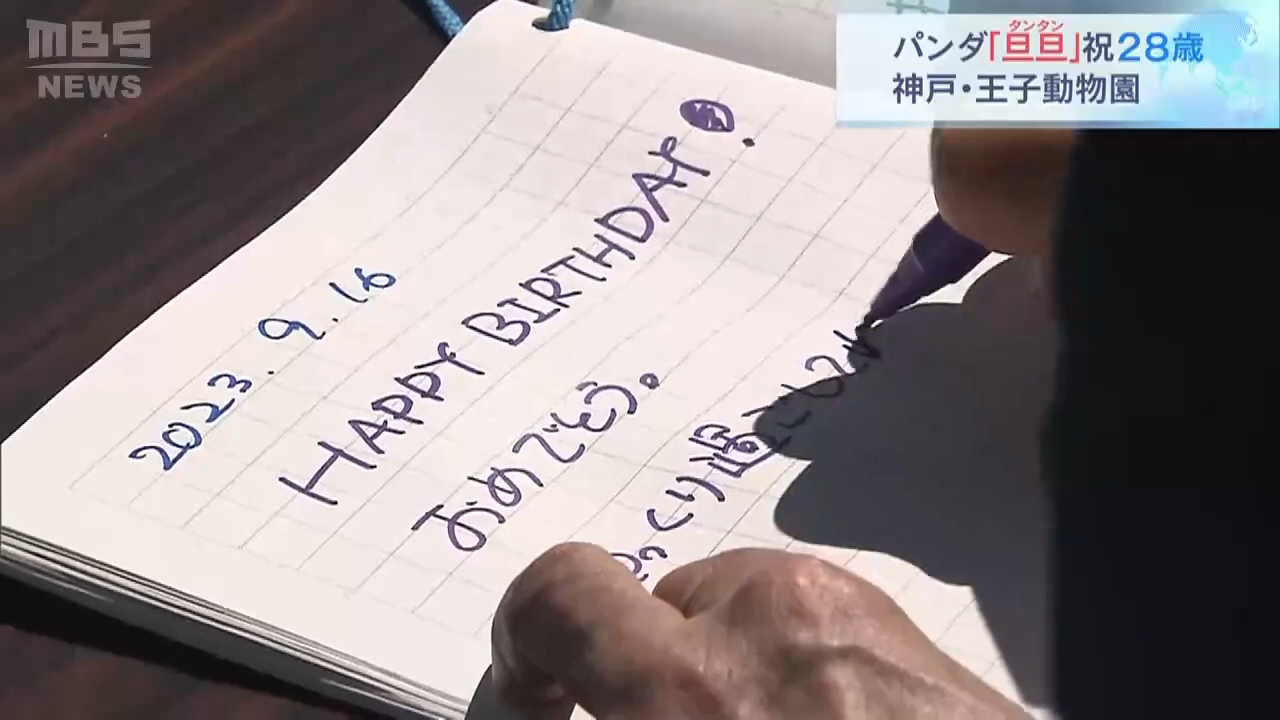 MBS
NEWS
タンタン
パンダ「旦旦」祝28歳
神戸・王子動物園
2023.9.16
HAPPY BIRTHDAY
おめでとう。